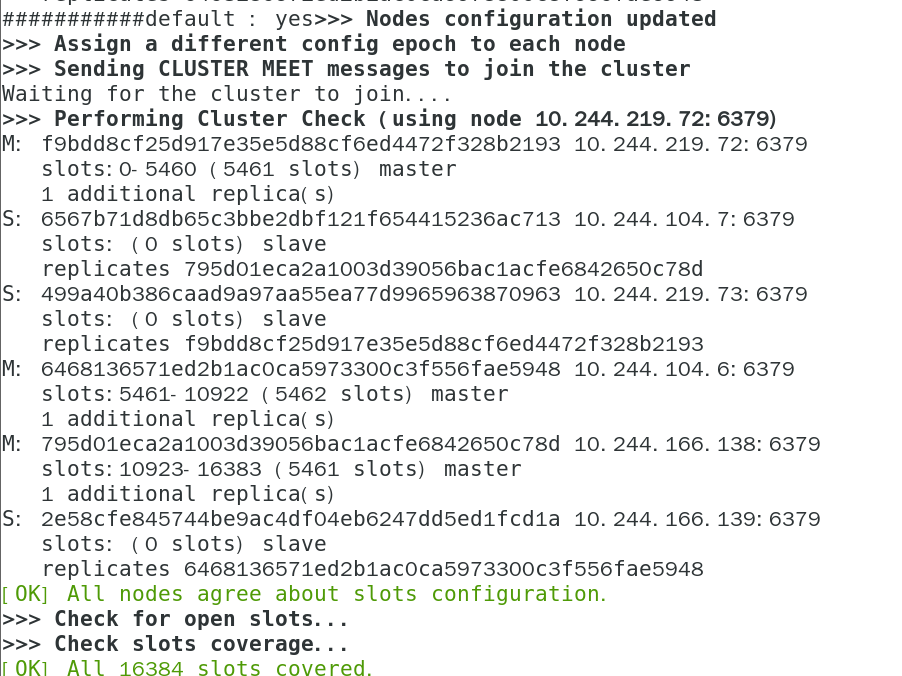 ###########default : yes>>> Nodes configuration updated
>>> Assign a different config epoch to each node
>>> Sending CLUSTER MEET messages to join the cluster
Waiting for the cluster to join....
>>> Performing Cluster Check (using node 10.244.219.72:6379)
M: f9bdd8cf25d917e35e5d88cf6ed4472f328b2193 10.244.219.72:6379
slots:0-5460 (5461 slots) master
1 additional replica(s)
S: 6567b71d8db65c3bbe2dbf121f654415236ac713 10.244.104.7:6379
slots: (0 slots) slave
replicates 795d01eca2a1003d39056bac1acfe6842650c78d
S: 499a40b386caad9a97aa55ea77d9965963870963 10.244.219.73:6379
slots: (0 slots) slave
replicates f9bdd8cf25d917e35e5d88cf6ed4472f328b2193
M: 6468136571ed2b1ac0ca5973300c3f556fae5948 10.244.104.6:6379
slots:5461-10922 (5462 slots) master
1 additional replica(s)
M: 795d01eca2a1003d39056bac1acfe6842650c78d 10.244.166.138:6379
slots:10923-16383 (5461 slots) master
1 additional replica(s)
S: 2e58cfe845744be9ac4df04eb6247dd5ed1fcd1a 10.244.166.139:6379
slots: (0 slots) slave
replicates 6468136571ed2b1ac0ca5973300c3f556fae5948
[OK] All nodes agree about slots configuration.
>>> Check for open slots...
>>> Check slots coverage...
[OK] All 16384 slots covered.